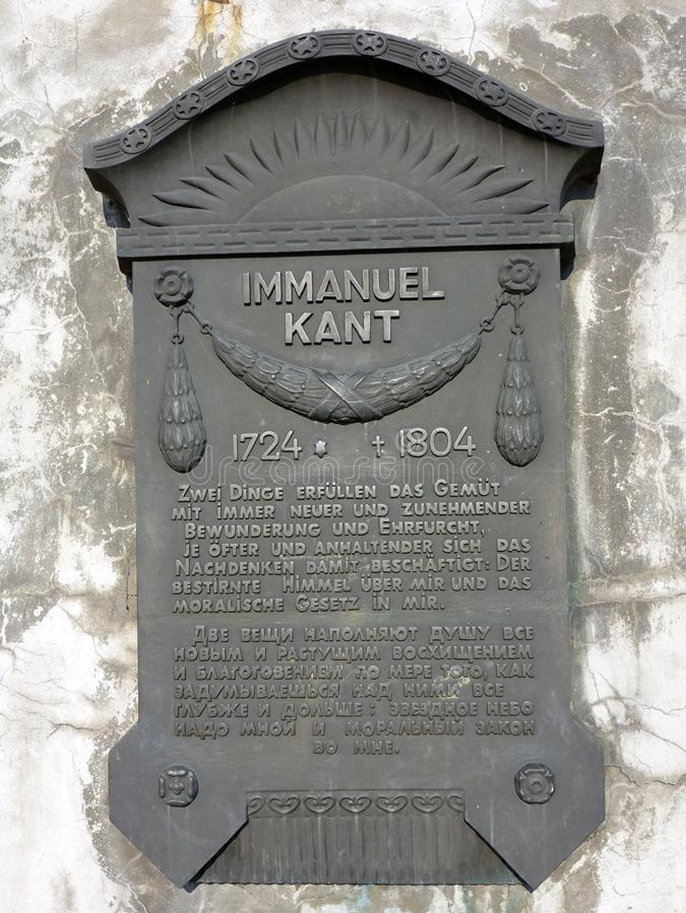 IMMANUEL
KANT
1724 * † 1804
dreamstime
ZWEI DINGE ERFÜLLEN DAS GEMÜT
MIT IMMER NEUER UND ZUNEHMENDER
BEWUNDERUNG UND EHRFURCHT,
JE ÖFTER UND ANHALTENDER SICH DAS
NACHDENKEN DAMIT BESCHÄFTIGT: DER
BESTIRNTE HIMMEL ÜBER MIR UND DAS
MORALISCHE GESETZ IN MIR.
ДВЕ ВЕЩИ НАПОЛНЯЮТ ДУШУ ВСЕ
НОВЫМ И РАСТУЩИМ ВОСХИЩЕНИЕМ
И БЛАГОГОВЕНИЕМ ПО МЕРЕ ТОГО, КАК
ЗАДУМЫВАЕШЬСЯ НАД НИМИ ВСЕ
ГЛУБЖЕ И ДОЛЬШЕ: ЗВЕЗДНОЕ НЕБО
НАДО МНОЙ И МОРАЛЬНЫЙ ЗАКОН
ВО МНЕ.